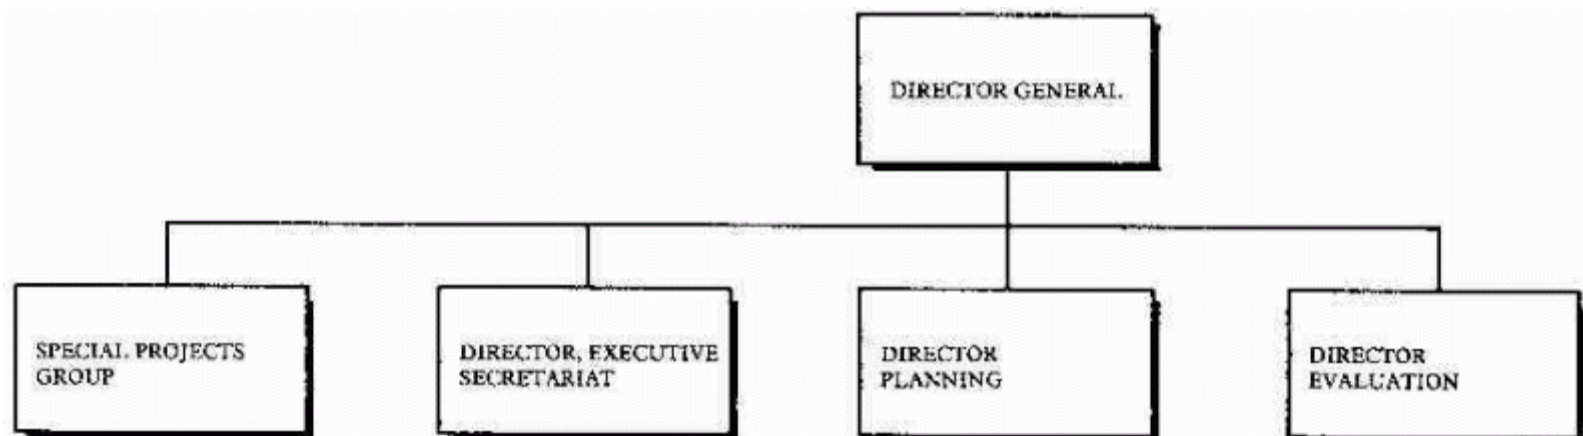 DIRECTOR GENERAL
SPECIAL PROJECTS
GROUP
DIRECTOR, EXECUTIVE
SECRETARIAT
DIRECTOR
PLANNING
DIRECTOR
EVALUATION